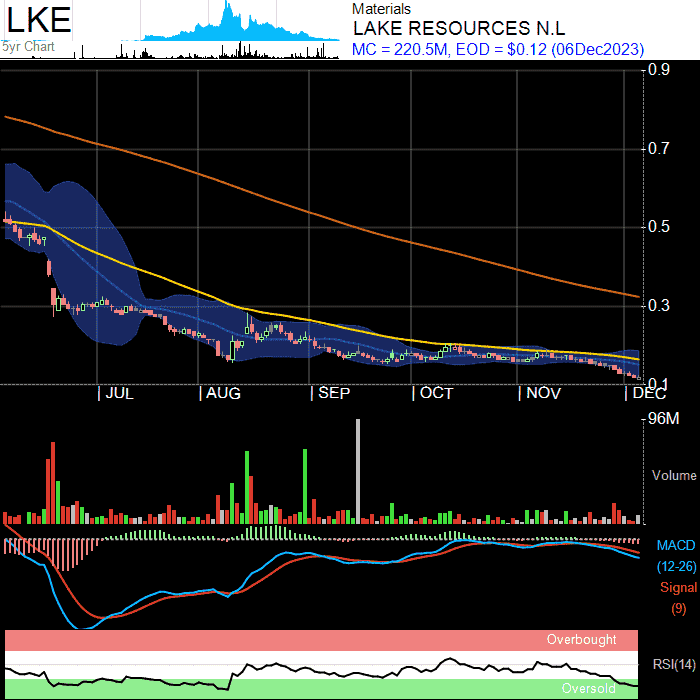 LKE
5yr Chart
Materials
LAKE RESOURCES N.L
MC = 220.5M, EOD = $0.12 (06Dec2023)
0.9
0.7
0.5
0.3
0.1
JUL AUG SEP OCT NOV DEC
96M
Volume
MACD
(12-26)
Signal
(9)
Overbought
RSI(14)
Oversold